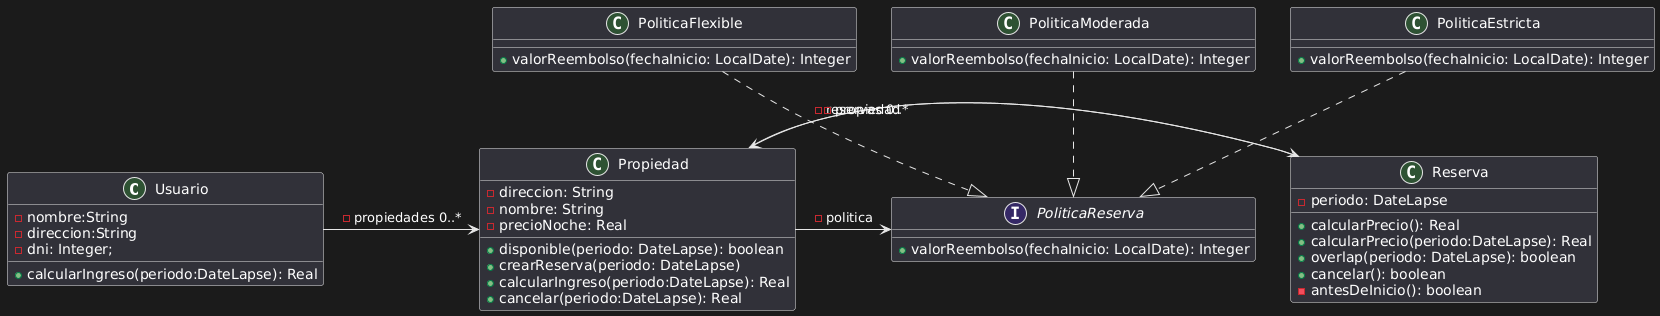 PoliticaFlexible
valorReembolso(fechaInicio: LocalDate): Integer
PoliticaModerada
valorReembolso(fechaInicio: LocalDate): Integer
PoliticaEstricta
valorReembolso(fechaInicio: LocalDate): Integer
reservas 0..*
propiedad
Usuario
nombre:String
direccion:String
dni: Integer;
calcularIngreso(periodo:DateLapse): Real
propiedades 0..*
Propiedad
direccion: String
nombre: String
precioNoche: Real
disponible(periodo: DateLapse): boolean
crearReserva(periodo: DateLapse)
calcularIngreso(periodo:DateLapse): Real
cancelar(periodo:DateLapse): Real
politica
I PoliticaReserva
valorReembolso(fechaInicio: LocalDate): Integer
C Reserva
periodo: DateLapse
calcularPrecio(): Real
calcularPrecio(periodo:DateLapse): Real
overlap(periodo: DateLapse): boolean
cancelar(): boolean
antesDeInicio(): boolean